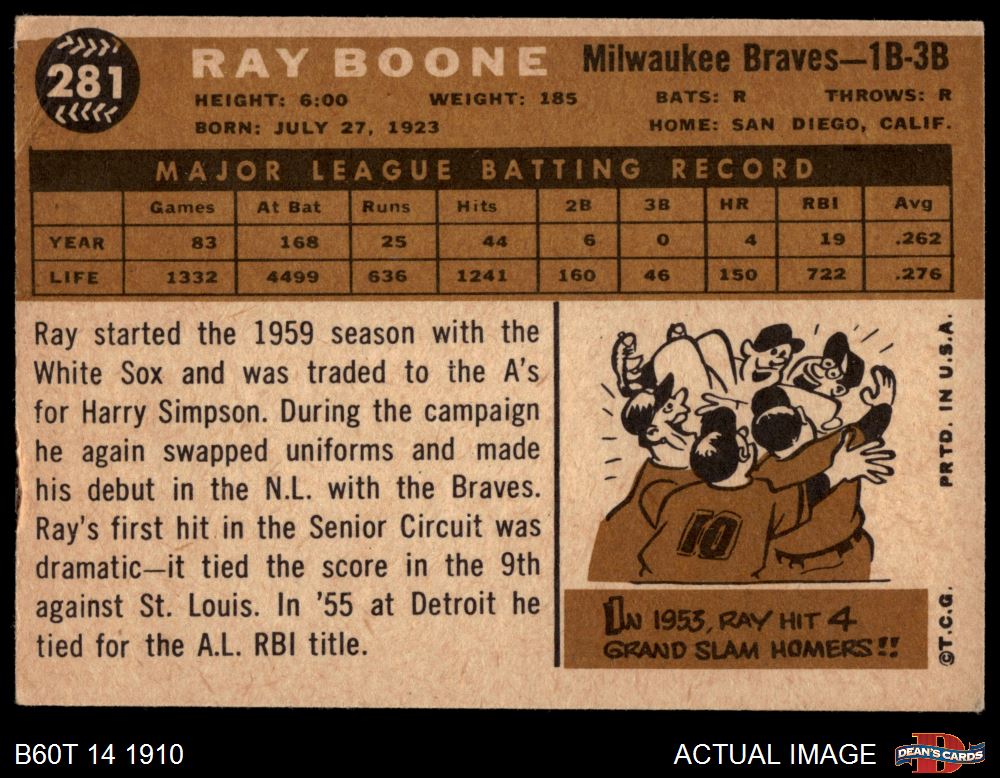 281
RAY BOONE
Milwaukee Braves—1B-3B
HEIGHT: 6:00 WEIGHT: 185 BATS: R THROWS: R
BORN: JULY 27, 1923 HOME: SAN DIEGO, CALIF.
MAJOR LEAGUE BATTING RECORD
Games At Bat Runs Hits 2B 3B HR RBI Avg
YEAR 83 168 25 44 6 0 4 19 .262
LIFE 1332 4499 636 1241 160 46 150 722 .276
Ray started the 1959 season with the
White Sox and was traded to the A's
for Harry Simpson. During the campaign
he again swapped uniforms and made
his debut in the N.L. with the Braves.
Ray's first hit in the Senior Circuit was
dramatic—it tied the score in the 9th
against St. Louis. In '55 at Detroit he
tied for the A.L. RBI title.
10
IN 1953, RAY HIT 4
GRAND SLAM HOMERS!!
©T.C.G. PRTD. IN U.S.A.
B60T 14 1910
ACTUAL IMAGE
D
DEAN'S CARDS